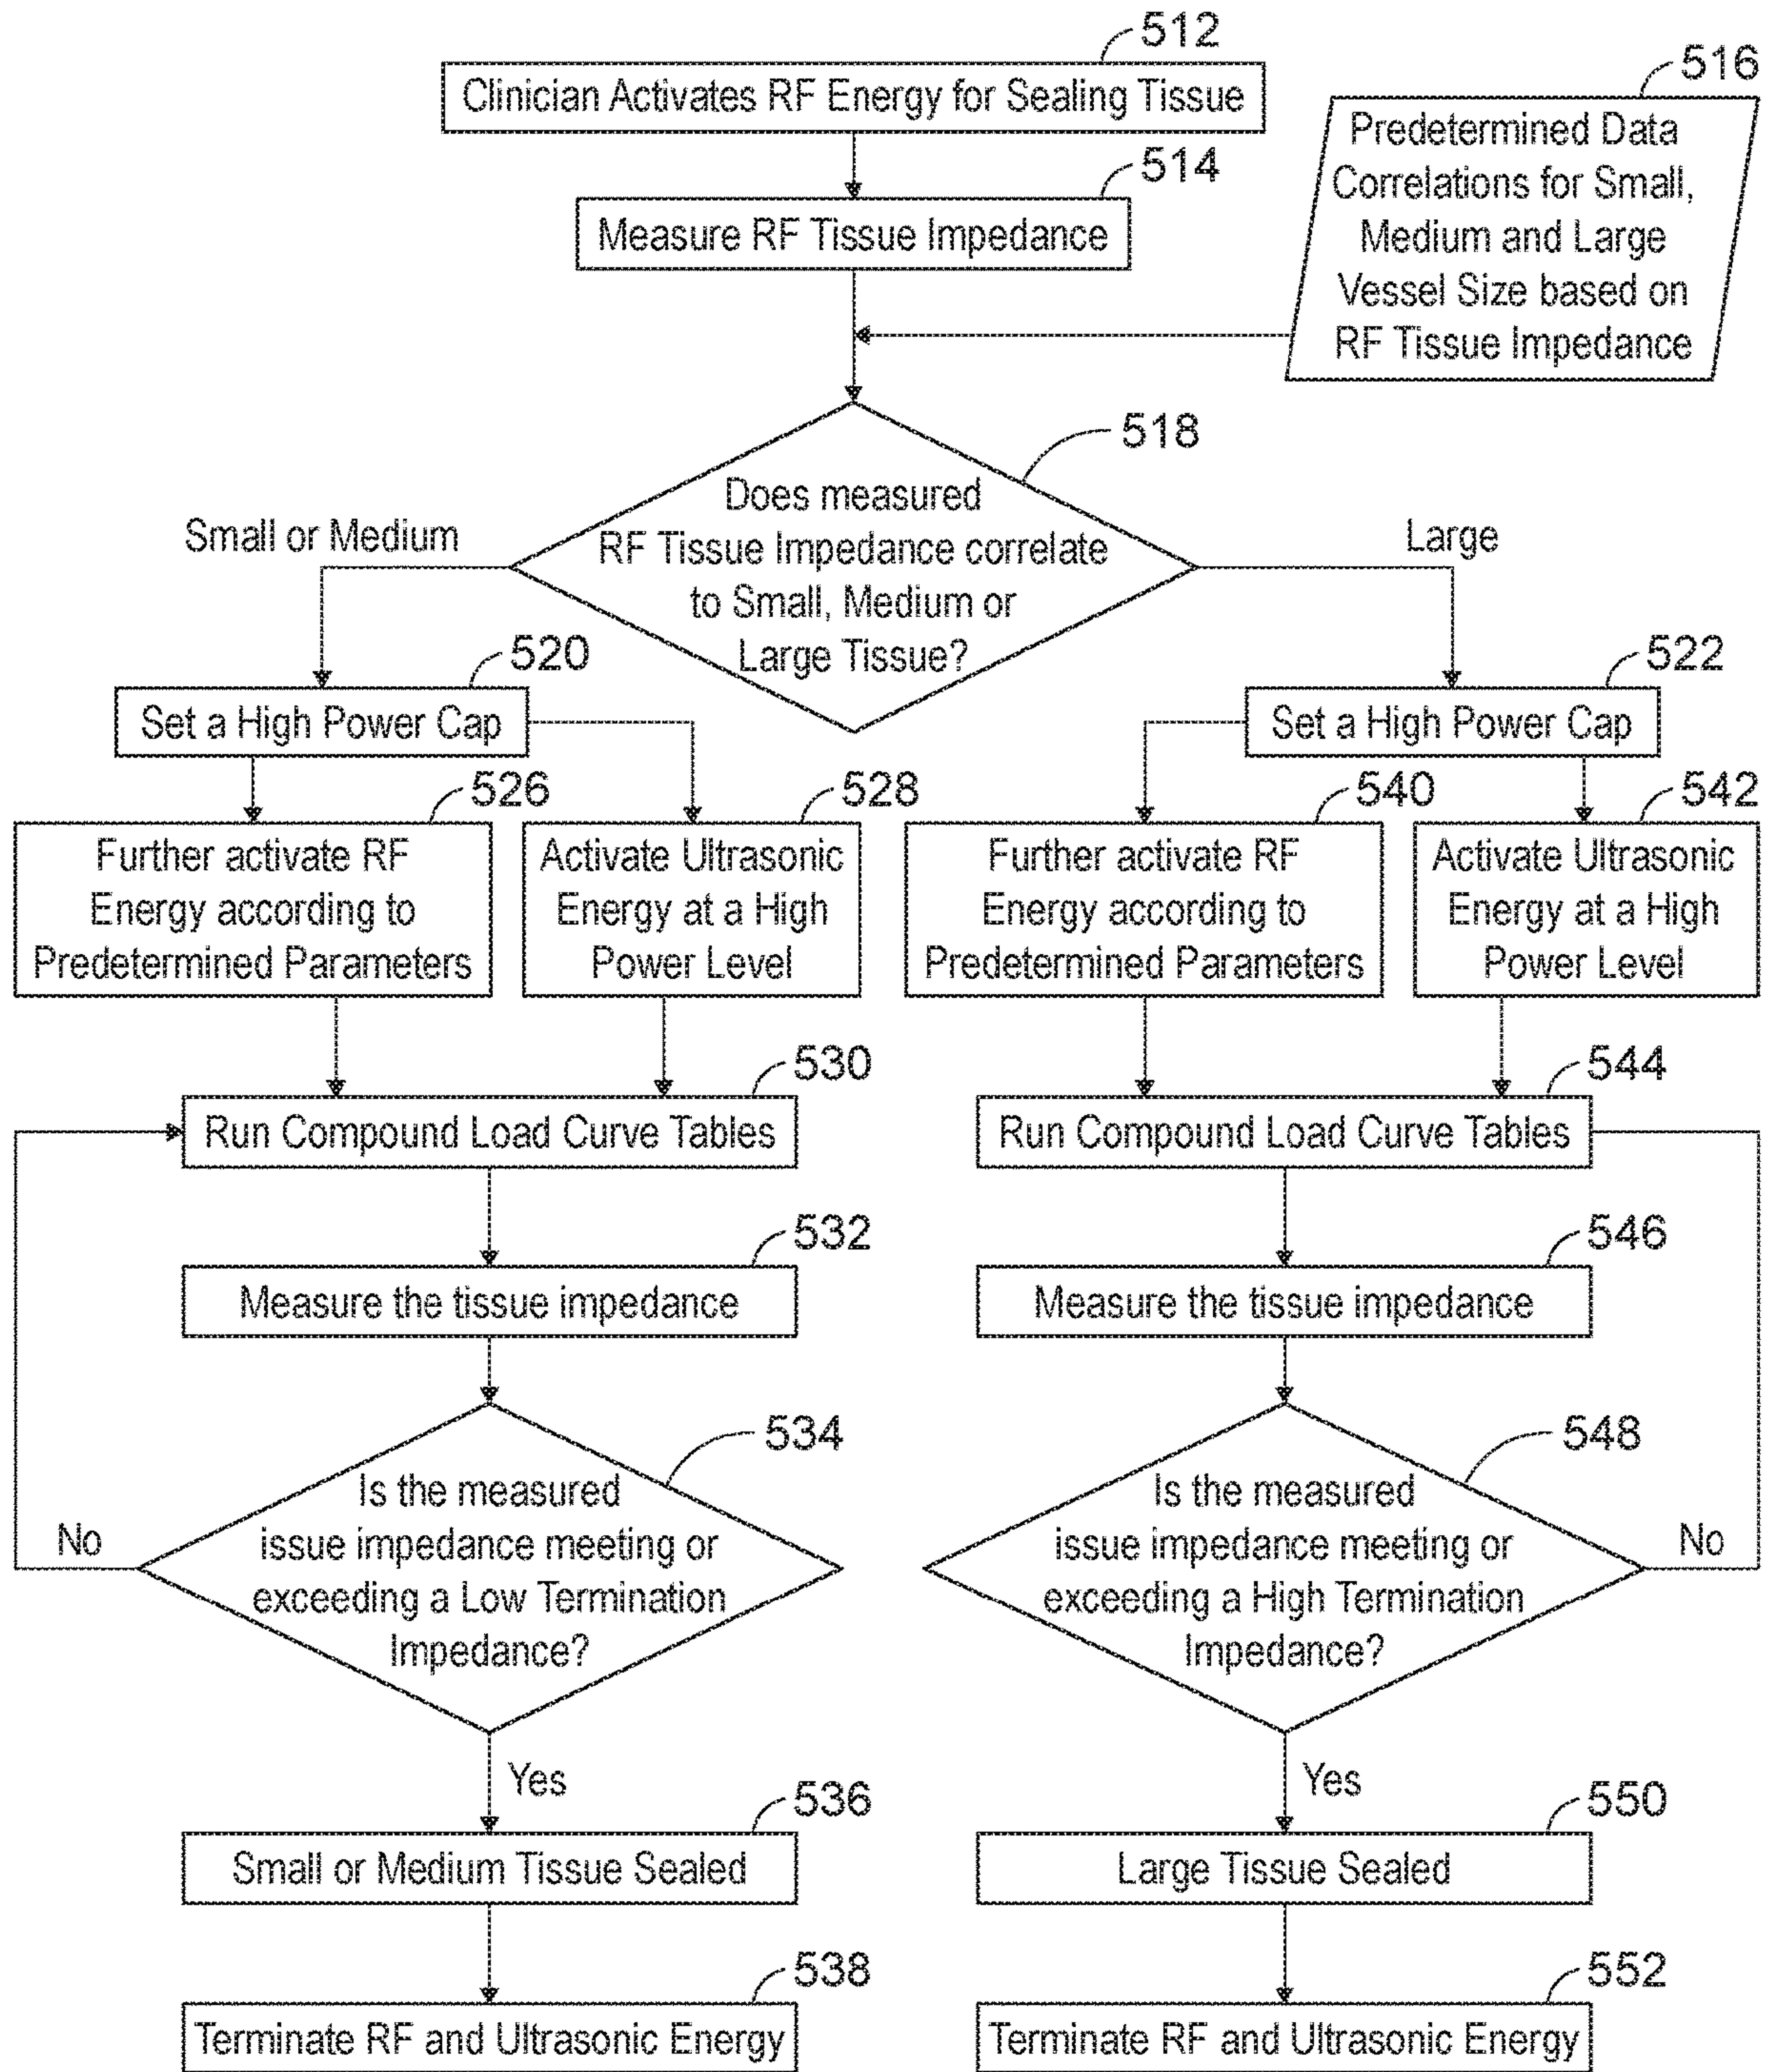 512
Clinician Activates RF Energy for Sealing Tissue
514
Measure RF Tissue Impedance
516
Predetermined Data
Correlations for Small,
Medium and Large
Vessel Size based on
RF Tissue Impedance
518
Does measured
RF Tissue Impedance correlate
to Small, Medium or
Large Tissue?
Small or Medium
Large
520
Set a High Power Cap
522
Set a High Power Cap
526
Further activate RF
Energy according to
Predetermined Parameters
528
Activate Ultrasonic
Energy at a High
Power Level
540
Further activate RF
Energy according to
Predetermined Parameters
542
Activate Ultrasonic
Energy at a High
Power Level
530
Run Compound Load Curve Tables
544
Run Compound Load Curve Tables
532
Measure the tissue impedance
546
Measure the tissue impedance
534
Is the measured
issue impedance meeting or
exceeding a Low Termination
Impedance?
No
548
Is the measured
issue impedance meeting or
exceeding a High Termination
Impedance?
No
Yes
Yes
536
Small or Medium Tissue Sealed
550
Large Tissue Sealed
538
Terminate RF and Ultrasonic Energy
552
Terminate RF and Ultrasonic Energy